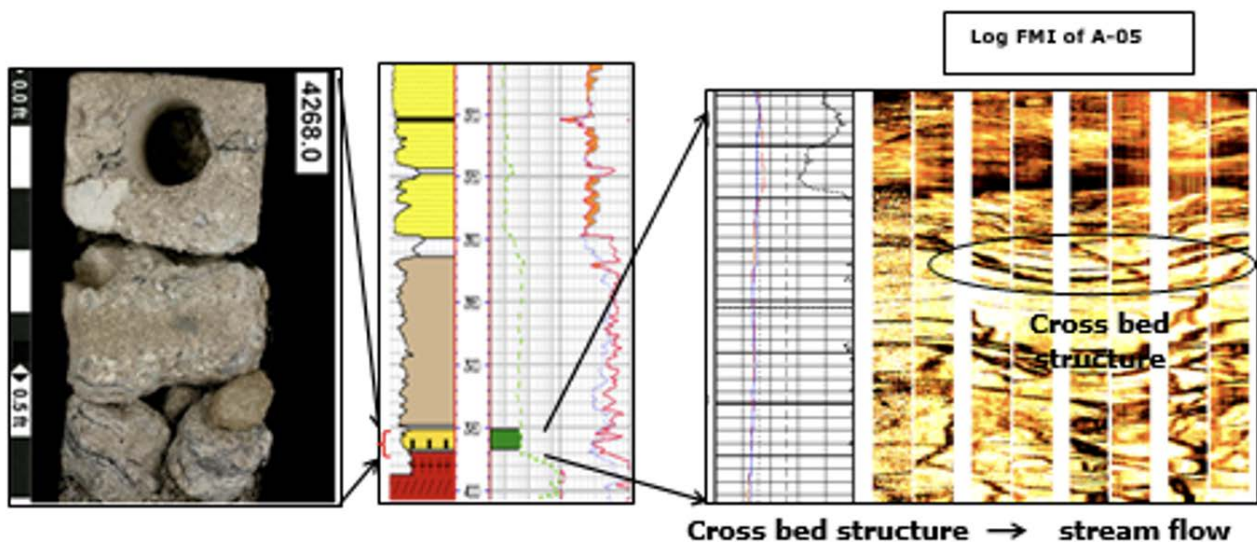 Log FMI of A-05
4268.0
0.0 ft
0.5 ft
Cross bed
structure
Cross bed structure → stream flow